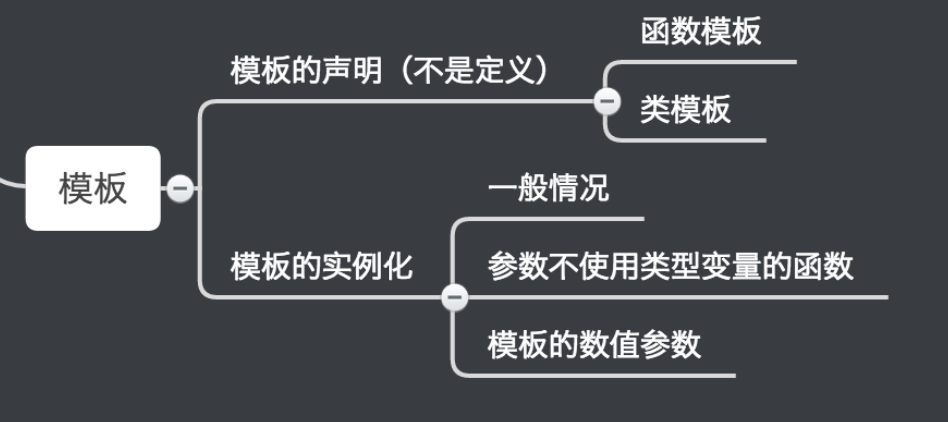 模板
模板的声明（不是定义）
函数模板
类模板
模板的实例化
一般情况
参数不使用类型变量的函数
模板的数值参数